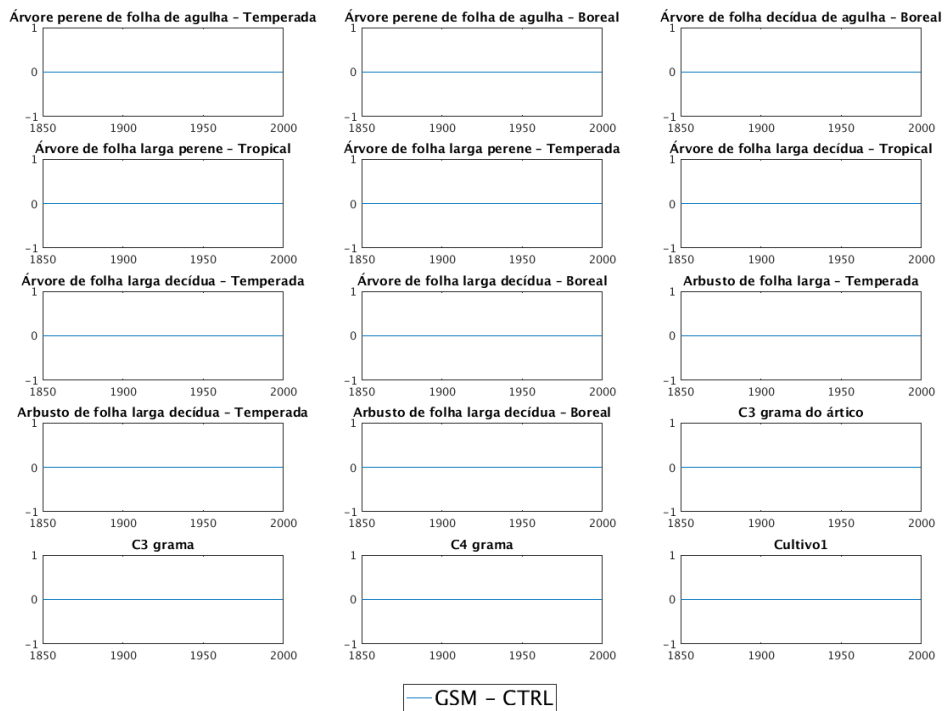 Árvore perene de folha de agulha – Temperada
Árvore perene de folha de agulha – Boreal
Árvore de folha decídua de agulha – Boreal
1
0
-1
1850 1900 1950 2000
1
0
-1
1850 1900 1950 2000
1
0
-1
1850 1900 1950 2000
Árvore de folha larga perene – Tropical
Árvore de folha larga perene – Temperada
Árvore de folha larga decídua – Tropical
1
0
-1
1850 1900 1950 2000
1
0
-1
1850 1900 1950 2000
1
0
-1
1850 1900 1950 2000
Árvore de folha larga decídua – Temperada
Árvore de folha larga decídua – Boreal
Arbusto de folha larga – Temperada
1
0
-1
1850 1900 1950 2000
1
0
-1
1850 1900 1950 2000
1
0
-1
1850 1900 1950 2000
Arbusto de folha larga decídua – Temperada
Arbusto de folha larga decídua – Boreal
C3 grama do ártico
1
0
-1
1850 1900 1950 2000
1
0
-1
1850 1900 1950 2000
1
0
-1
1850 1900 1950 2000
C3 grama
C4 grama
Cultivo1
1
0
-1
1850 1900 1950 2000
1
0
-1
1850 1900 1950 2000
1
0
-1
1850 1900 1950 2000
GSM – CTRL